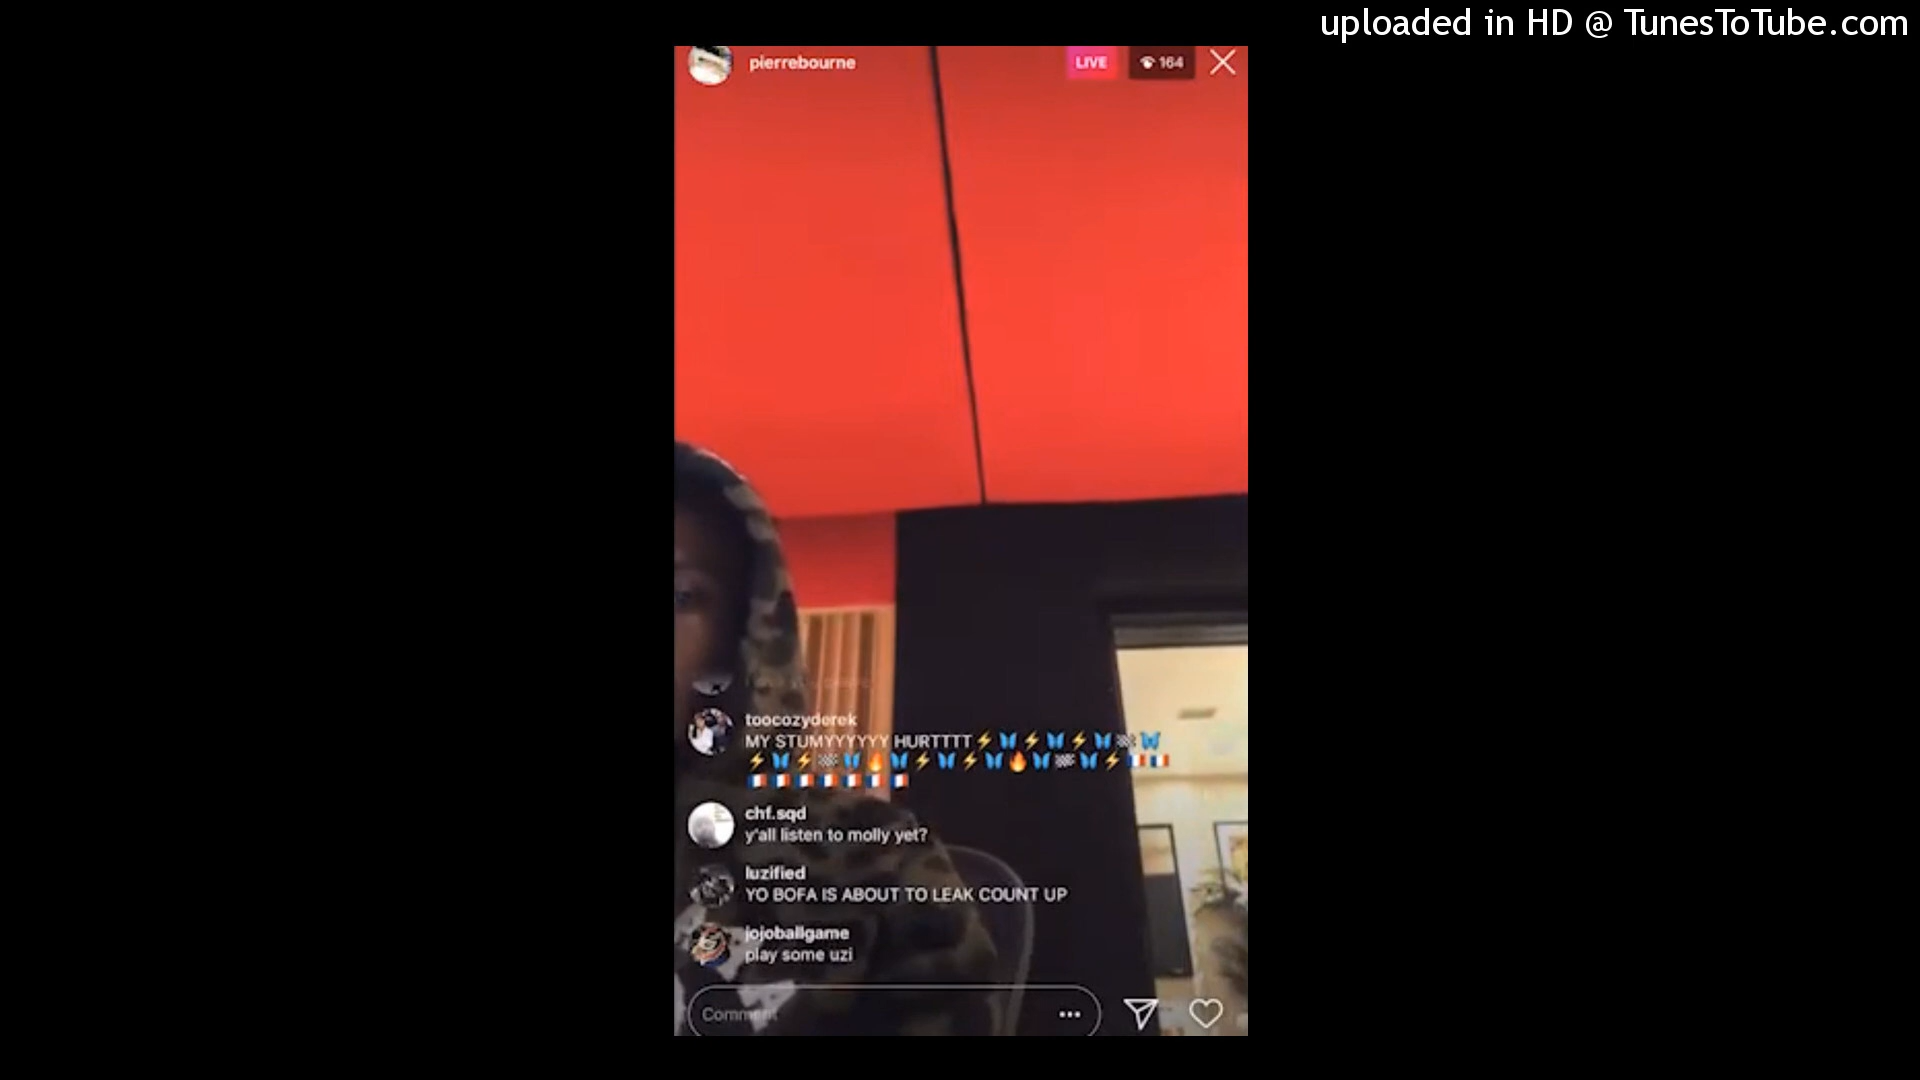 uploaded in HD @ TunesToTube.com
pierrebourne
LIVE
164
toocozyderek
MY STUMYYYYYY HURTTTT⚡🦋⚡🦋⚡🦋🏁🦋
⚡🦋⚡🏁🦋🔥🦋⚡🦋⚡🦋🔥🦋🏁🦋⚡🇫🇷🇫🇷
🇫🇷🇫🇷🇫🇷🇫🇷🇫🇷🇫🇷🇫🇷
chf.sqd
y'all listen to molly yet?
luzified
YO BOFA IS ABOUT TO LEAK COUNT UP
jojoballgame
play some uzi
Comment